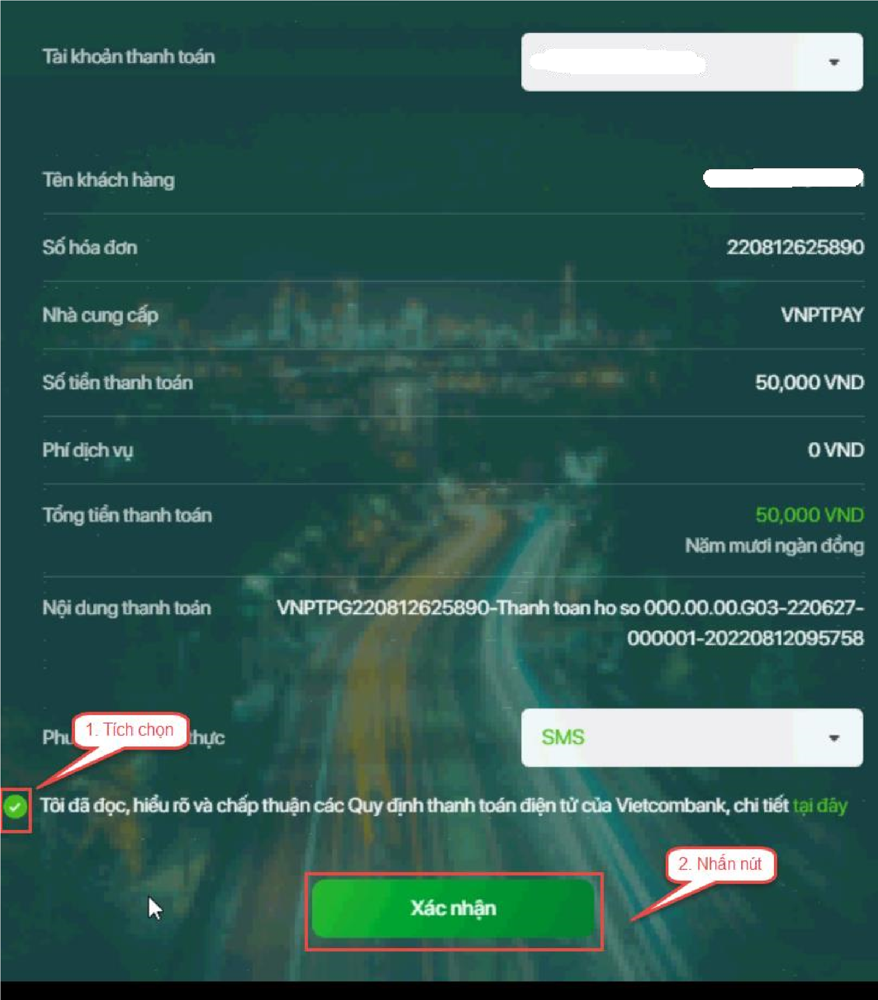 Tài khoản thanh toán
Tên khách hàng
Số hóa đơn 220812625890
Nhà cung cấp VNPTPAY
Số tiền thanh toán 50,000 VND
Phí dịch vụ 0 VND
Tổng tiền thanh toán 50,000 VND
Năm mươi ngàn đồng
Nội dung thanh toán VNPTPG220812625890-Thanh toan ho so 000.00.00.G03-220627-
000001-20220812095758
1. Tích chọn
thực SMS
Tôi đã đọc, hiểu rõ và chấp thuận các Quy định thanh toán điện tử của Vietcombank, chi tiết tại đây
2. Nhấn nút
Xác nhận